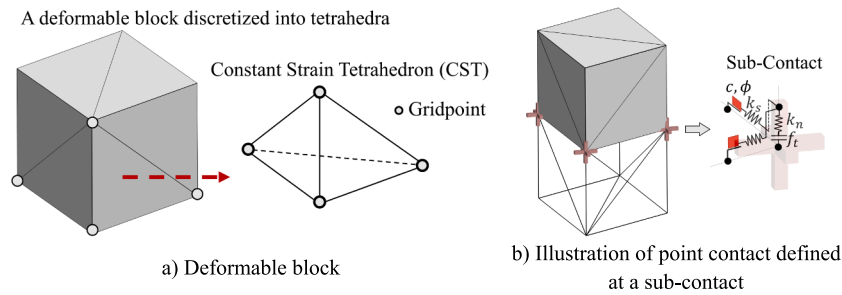 A deformable block discretized into tetrahedra
Constant Strain Tetrahedron (CST)
Gridpoint
a) Deformable block
Sub-Contact
c, ϕ
k_s
k_n
f_t
b) Illustration of point contact defined
at a sub-contact